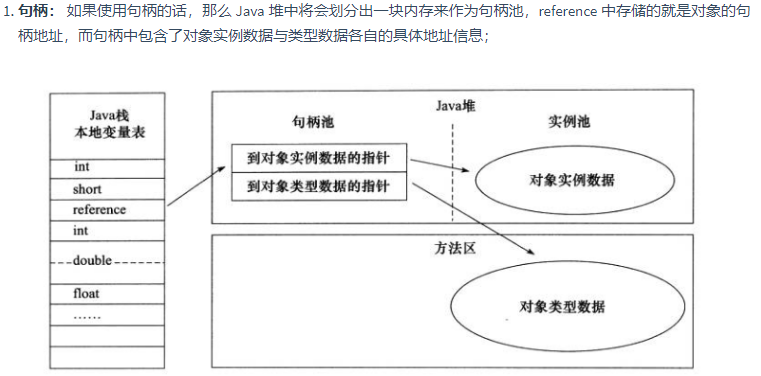 1. 句柄： 如果使用句柄的话，那么 Java 堆中将会划分出一块内存来作为句柄池，reference 中存储的就是对象的句
柄地址，而句柄中包含了对象实例数据与类型数据各自的具体地址信息；
Java栈
本地变量表
int
short
reference
int
double
float
……
Java堆
句柄池
实例池
到对象实例数据的指针
到对象类型数据的指针
对象实例数据
方法区
对象类型数据